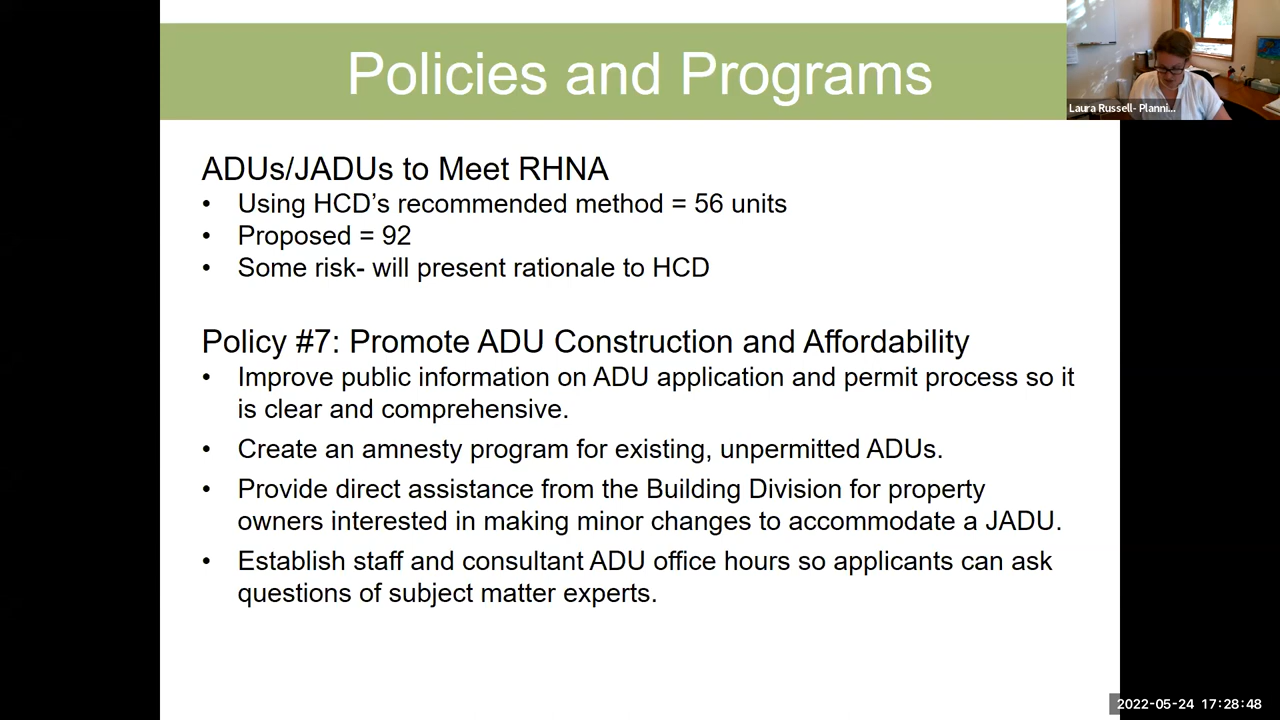 Policies and Programs
Laura Russell- Planni...
ADUs/JADUs to Meet RHNA
• Using HCD’s recommended method = 56 units
• Proposed = 92
• Some risk- will present rationale to HCD
Policy #7: Promote ADU Construction and Affordability
• Improve public information on ADU application and permit process so it
is clear and comprehensive.
• Create an amnesty program for existing, unpermitted ADUs.
• Provide direct assistance from the Building Division for property
owners interested in making minor changes to accommodate a JADU.
• Establish staff and consultant ADU office hours so applicants can ask
questions of subject matter experts.
2022-05-24 17:28:48